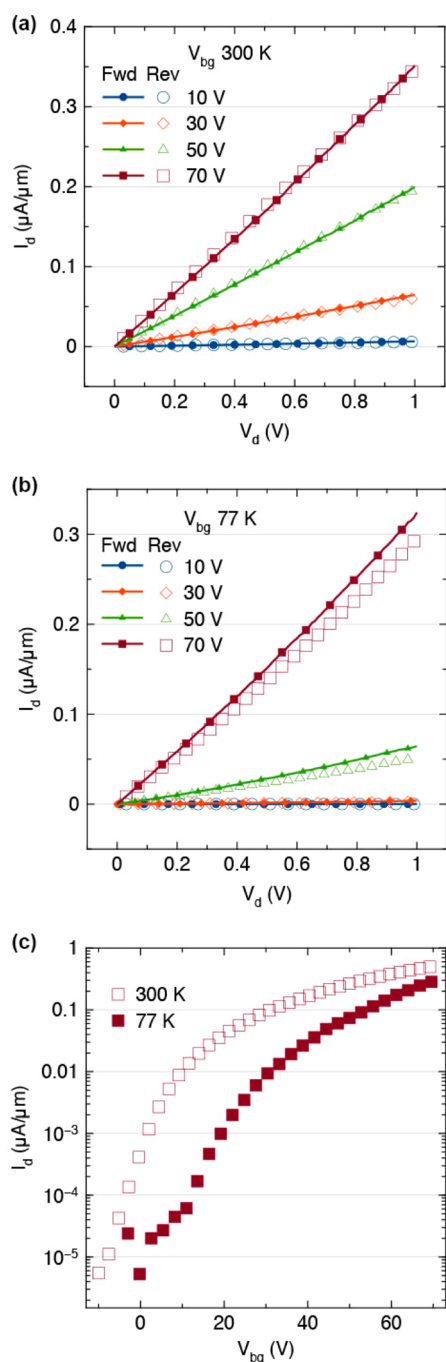 (a)
0.4
V_bg 300 K
Fwd Rev
10 V
0.3
30 V
50 V
70 V
0.2
I_d (µA/µm)
0.1
0
0 0.2 0.4 0.6 0.8 1
V_d (V)
(b)
V_bg 77 K
0.3
Fwd Rev
10 V
30 V
50 V
0.2
70 V
I_d (µA/µm)
0.1
0
0 0.2 0.4 0.6 0.8 1
V_d (V)
(c)
1
300 K
0.1
77 K
0.01
I_d (µA/µm)
10⁻³
10⁻⁴
10⁻⁵
0 20 40 60
V_bg (V)